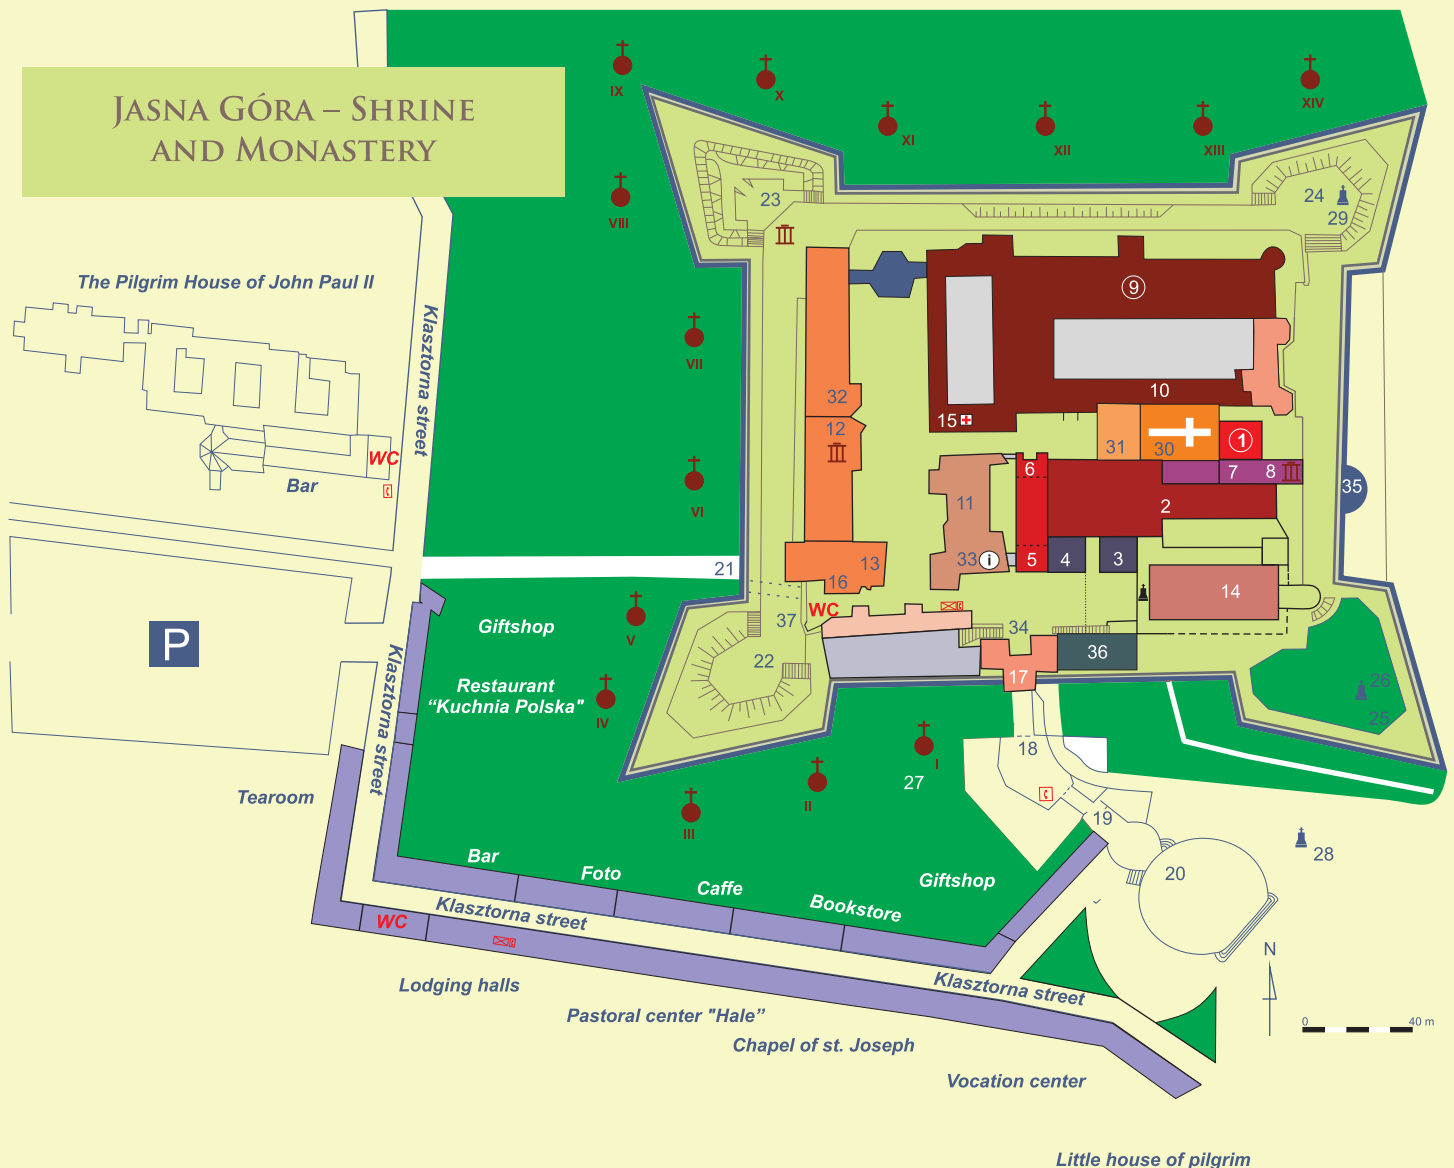 JASNA GÓRA – SHRINE
AND MONASTERY
IX
X
XI
XII
XIII
XIV
VIII
23
24
29
The Pilgrim House of John Paul II
9
Klasztorna street
VII
32
10
15
12
1
31
30
WC
6
7
8
Bar
VI
11
2
35
33
i
5
4
3
13
16
21
14
WC
37
34
V
Giftshop
P
22
36
Restaurant
“Kuchnia Polska"
17
26
25
IV
Klasztorna street
I
18
27
II
Tearoom
III
19
28
Bar
Foto
Caffe
Bookstore
Giftshop
20
WC
Klasztorna street
N
Klasztorna street
Lodging halls
Pastoral center "Hale”
0
40 m
Chapel of st. Joseph
Vocation center
Little house of pilgrim